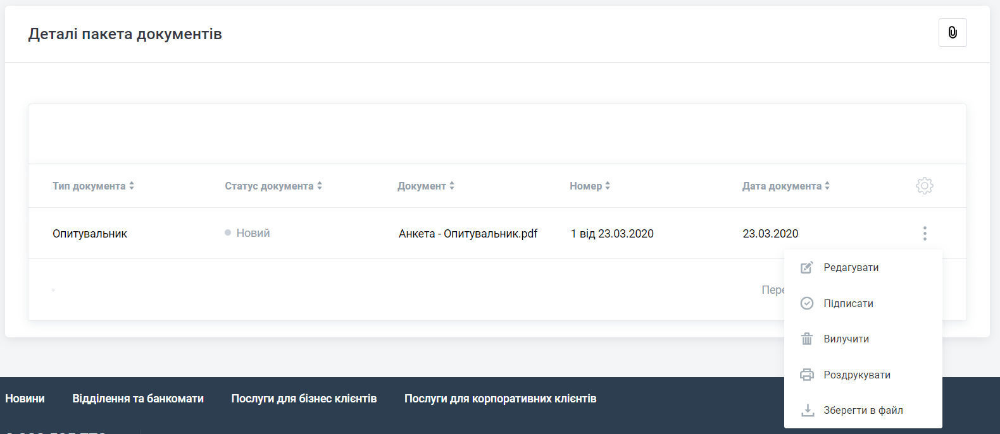 Деталі пакета документів
Тип документа Статус документа Документ Номер Дата документа
Опитувальник Новий Анкета - Опитувальник.pdf 1 від 23.03.2020 23.03.2020
Редагувати
Пере
Підписати
Вилучити
Роздрукувати
Новини Відділення та банкомати Послуги для бізнес клієнтів Послуги для корпоративних клієнтів
Зберегти в файл